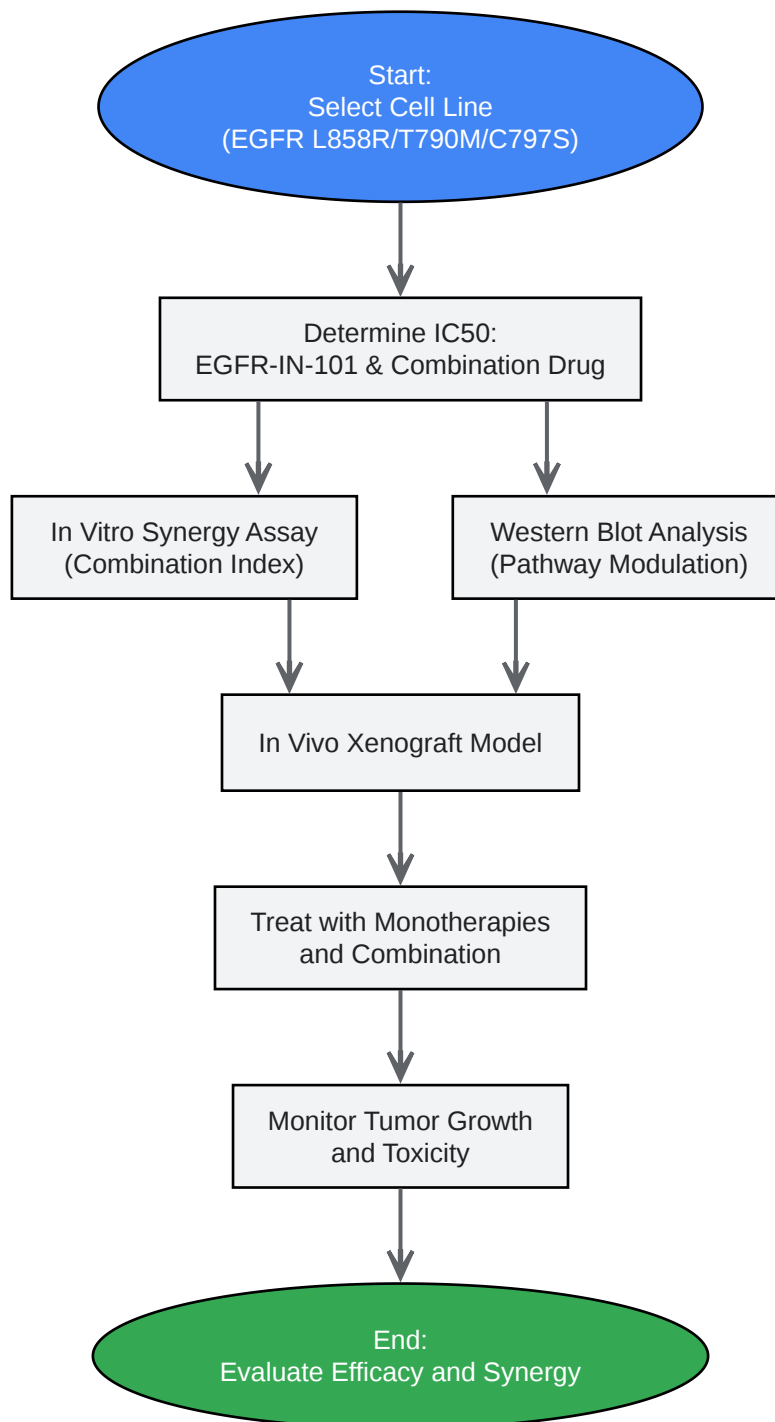 Start:
Select Cell Line
(EGFR L858R/T790M/C797S)
Determine IC50:
EGFR-IN-101 & Combination Drug
In Vitro Synergy Assay
(Combination Index)
Western Blot Analysis
(Pathway Modulation)
In Vivo Xenograft Model
Treat with Monotherapies
and Combination
Monitor Tumor Growth
and Toxicity
End:
Evaluate Efficacy and Synergy